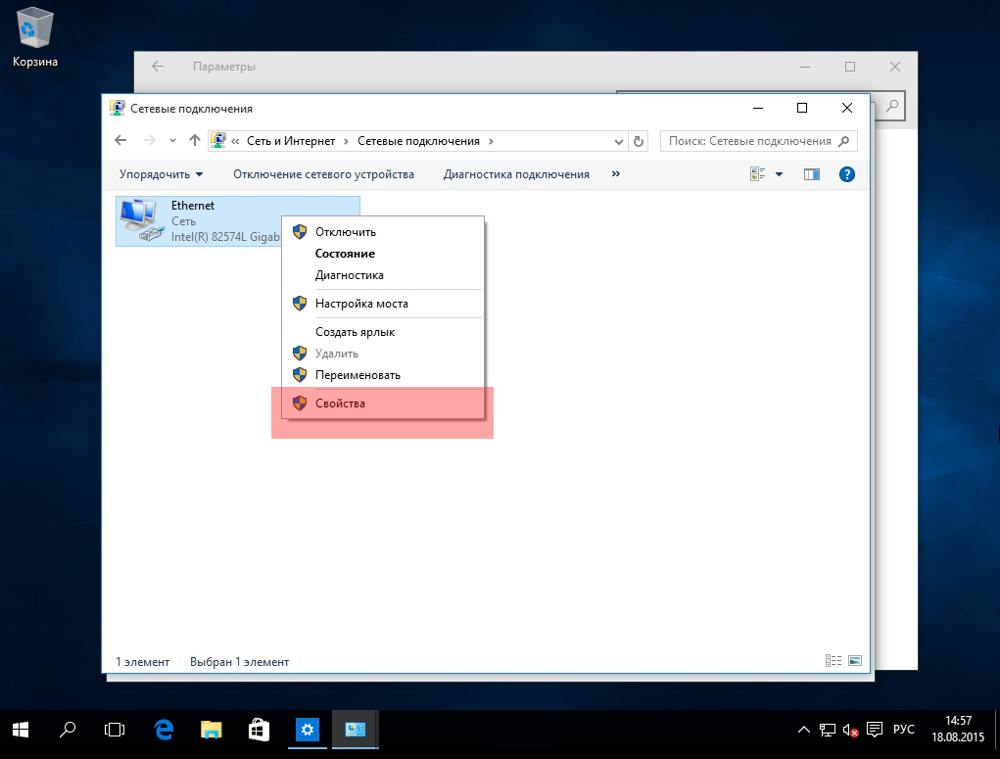 Корзина
Параметры
Сетевые подключения
« Сеть и Интернет › Сетевые подключения ›
Поиск: Сетевые подключения
Упорядочить
Отключение сетевого устройства
Диагностика подключения
»
Ethernet
Сеть
Intel(R) 82574L Gigab
Отключить
Состояние
Диагностика
Настройка моста
Создать ярлык
Удалить
Переименовать
Свойства
1 элемент
Выбран 1 элемент
РУС
14:57
18.08.2015